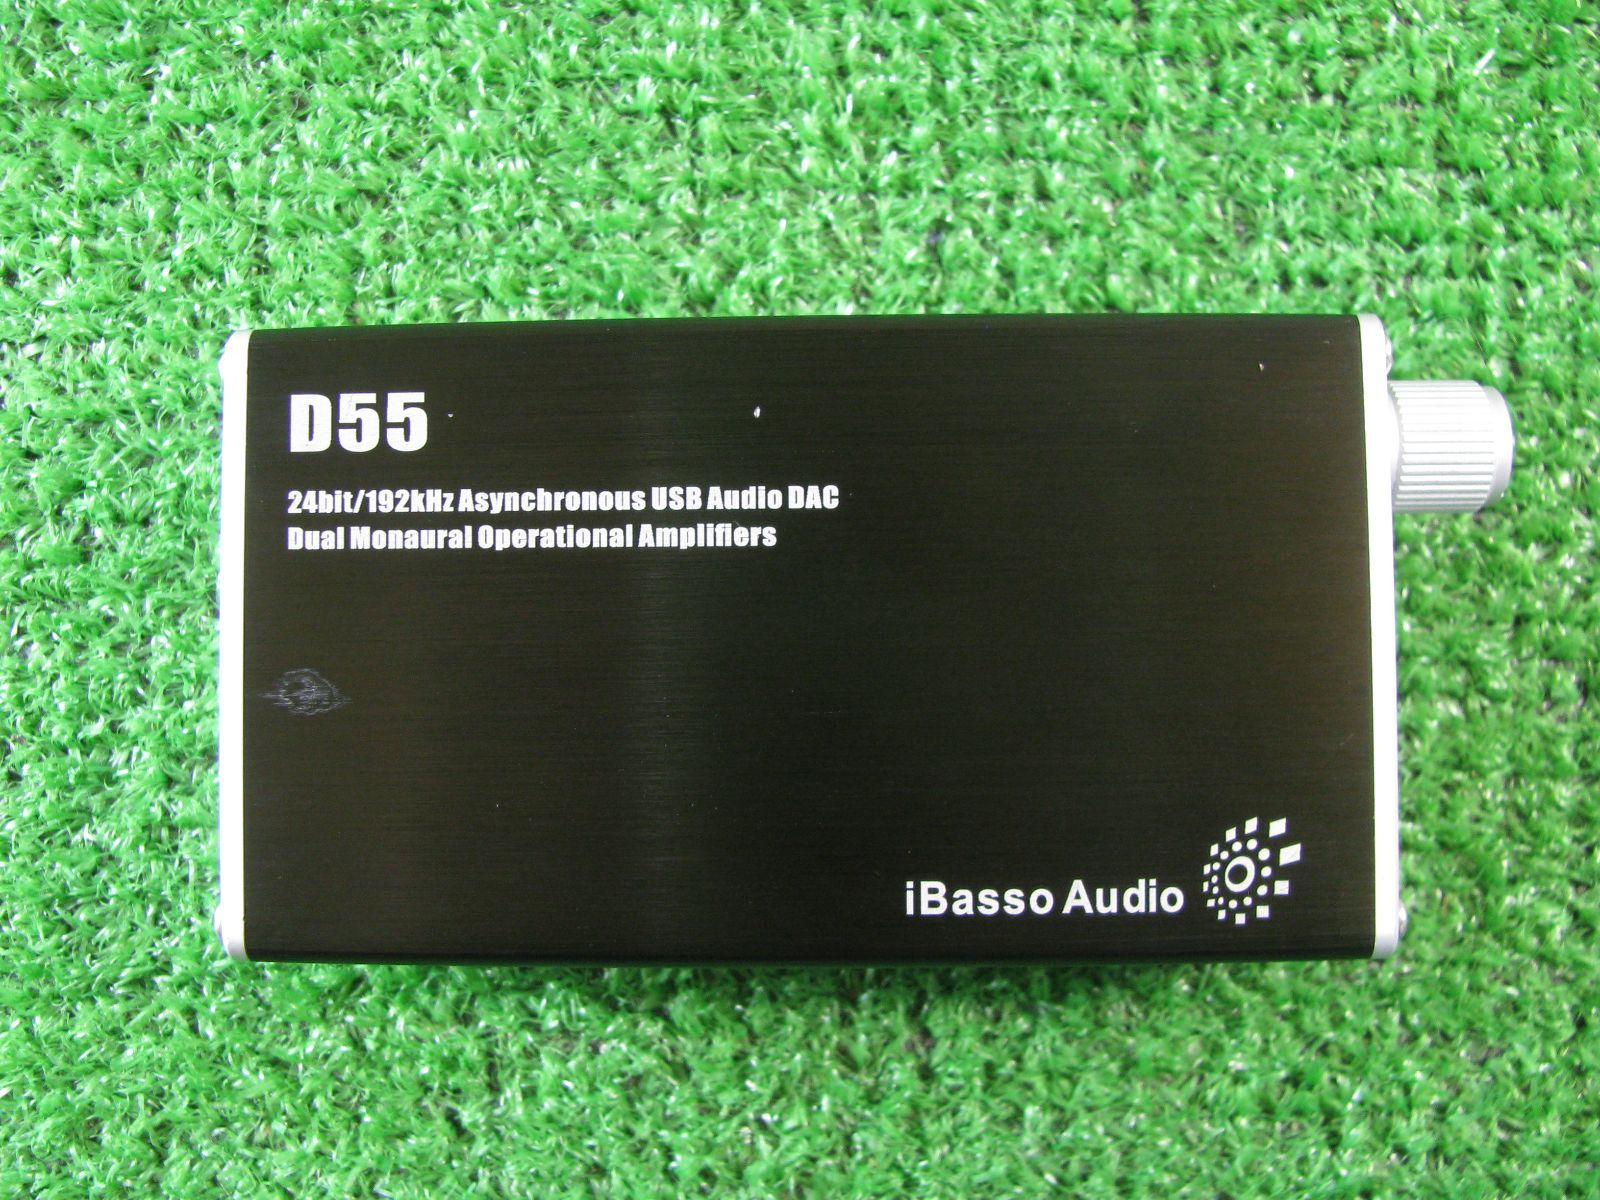 D55
24bit/192kHz Asynchronous USB Audio DAC
Dual Monaural Operational Amplifiers
iBasso Audio